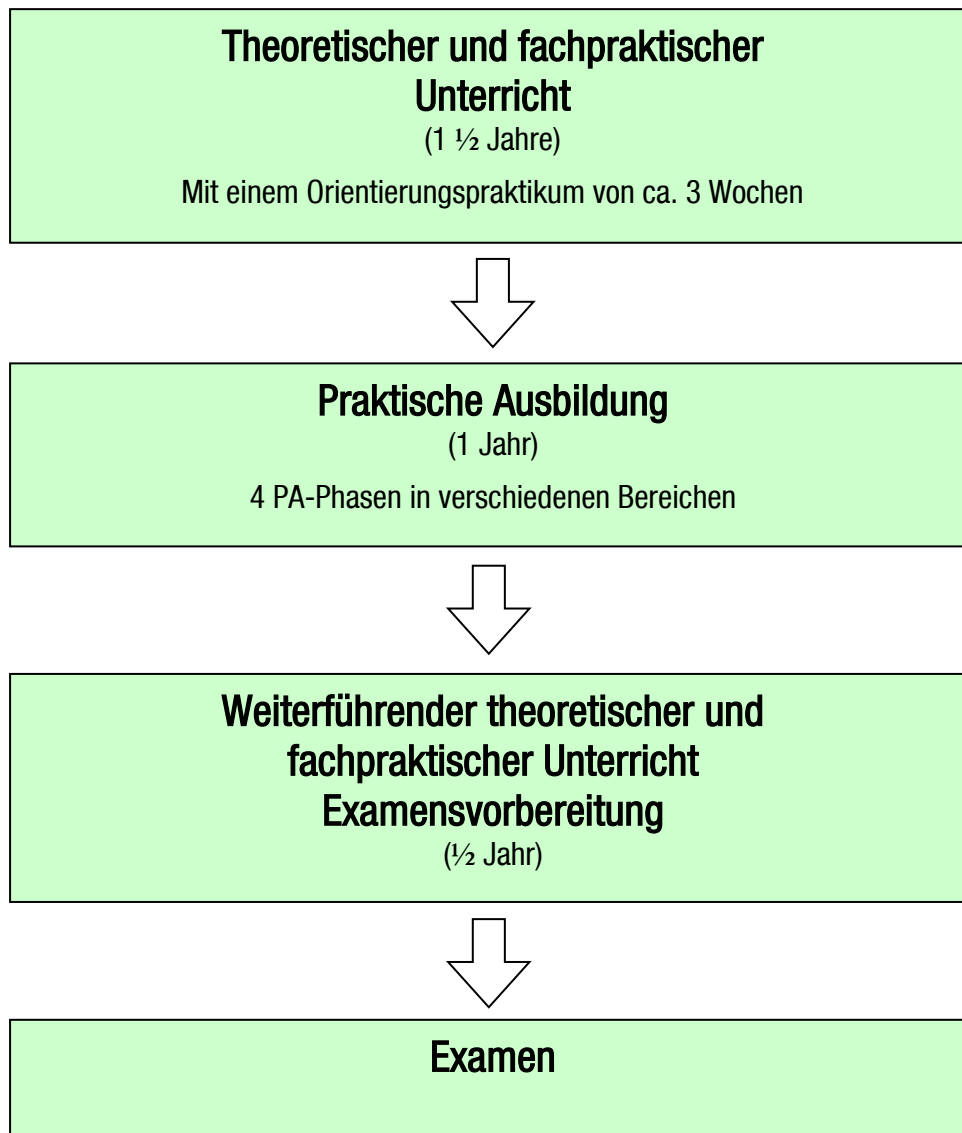 Theoretischer und fachpraktischer
Unterricht
(1 ½ Jahre)
Mit einem Orientierungspraktikum von ca. 3 Wochen
Praktische Ausbildung
(1 Jahr)
4 PA-Phasen in verschiedenen Bereichen
Weiterführender theoretischer und
fachpraktischer Unterricht
Examensvorbereitung
(½ Jahr)
Examen